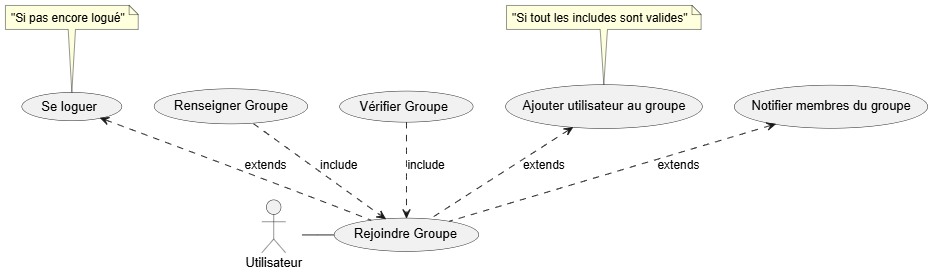 "Si pas encore logué"
"Si tout les includes sont valides"
Se loguer
Renseigner Groupe
Vérifier Groupe
Ajouter utilisateur au groupe
Notifier membres du groupe
extends
include
include
extends
extends
Rejoindre Groupe
Utilisateur